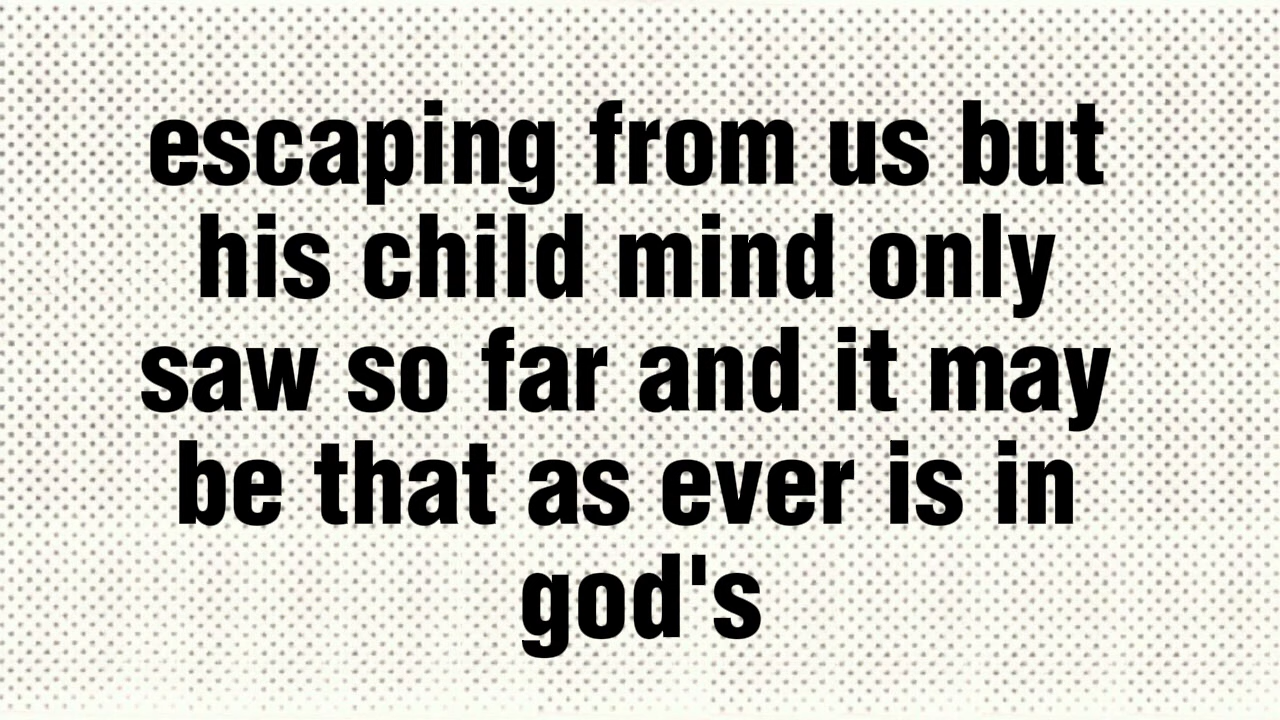 escaping from us but
his child mind only
saw so far and it may
be that as ever is in
god's